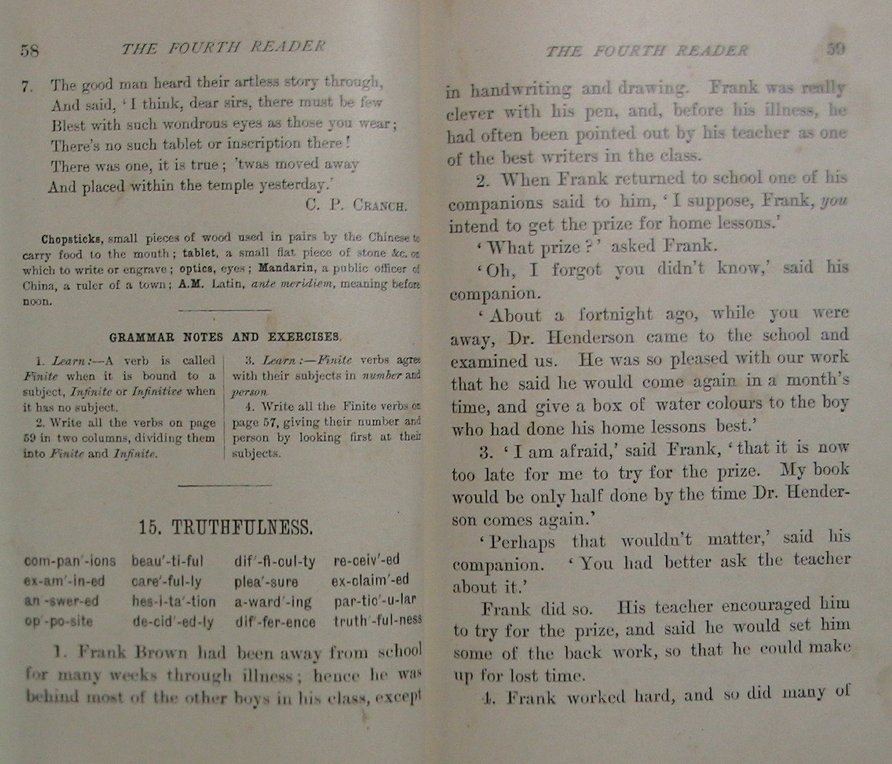 58 THE FOURTH READER
7. The good man heard their artless story through,
And said, ‘I think, dear sirs, there must be few
Blest with such wondrous eyes as those you wear;
There's no such tablet or inscription there!
There was one, it is true; 'twas moved away
And placed within the temple yesterday.'
C. P. CRANCH.
Chopsticks, small pieces of wood used in pairs by the Chinese to
carry food to the mouth; tablet, a small flat piece of stone &c. on
which to write or engrave; optics, eyes; Mandarin, a public officer of
China, a ruler of a town; A.M. Latin, ante meridiem, meaning before
noon.
GRAMMAR NOTES AND EXERCISES.
1. Learn:—A verb is called
Finite when it is bound to a
subject, Infinite or Infinitive when
it has no subject.
2. Write all the verbs on page
59 in two columns, dividing them
into Finite and Infinite.
3. Learn:—Finite verbs agree
with their subjects in number and
person.
4. Write all the Finite verbs on
page 57, giving their number and
person by looking first at their
subjects.
15. TRUTHFULNESS.
com-pan'-ions beau'-ti-ful dif'-fi-cul-ty re-ceiv'-ed
ex-am'-in-ed care'-ful-ly plea'-sure ex-claim'-ed
an'-swer-ed hes-i-ta'-tion a-ward'-ing par-tic'-u-lar
op'-po-site de-cid'-ed-ly dif'-fer-ence truth'-ful-ness
1. Frank Brown had been away from school
for many weeks through illness; hence he was
behind most of the other boys in his class, except
THE FOURTH READER 59
in handwriting and drawing. Frank was really
clever with his pen, and, before his illness, he
had often been pointed out by his teacher as one
of the best writers in the class.
2. When Frank returned to school one of his
companions said to him, ‘I suppose, Frank, you
intend to get the prize for home lessons.’
‘What prize?’ asked Frank.
‘Oh, I forgot you didn't know,’ said his
companion.
‘About a fortnight ago, while you were
away, Dr. Henderson came to the school and
examined us. He was so pleased with our work
that he said he would come again in a month's
time, and give a box of water colours to the boy
who had done his home lessons best.’
3. ‘I am afraid,’ said Frank, ‘that it is now
too late for me to try for the prize. My book
would be only half done by the time Dr. Hender-
son comes again.’
‘Perhaps that wouldn't matter,’ said his
companion. ‘You had better ask the teacher
about it.’
Frank did so. His teacher encouraged him
to try for the prize, and said he would set him
some of the back work, so that he could make
up for lost time.
4. Frank worked hard, and so did many of